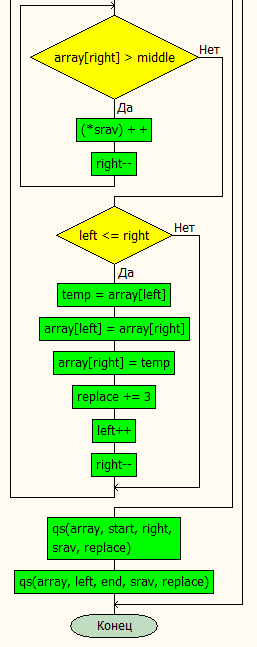 array[right] > middle
Нет
Да
(*srav) + +
right--
left <= right
Нет
Да
temp = array[left]
array[left] = array[right]
array[right] = temp
replace += 3
left++
right--
qs(array, start, right,
srav, replace)
qs(array, left, end, srav, replace)
Конец